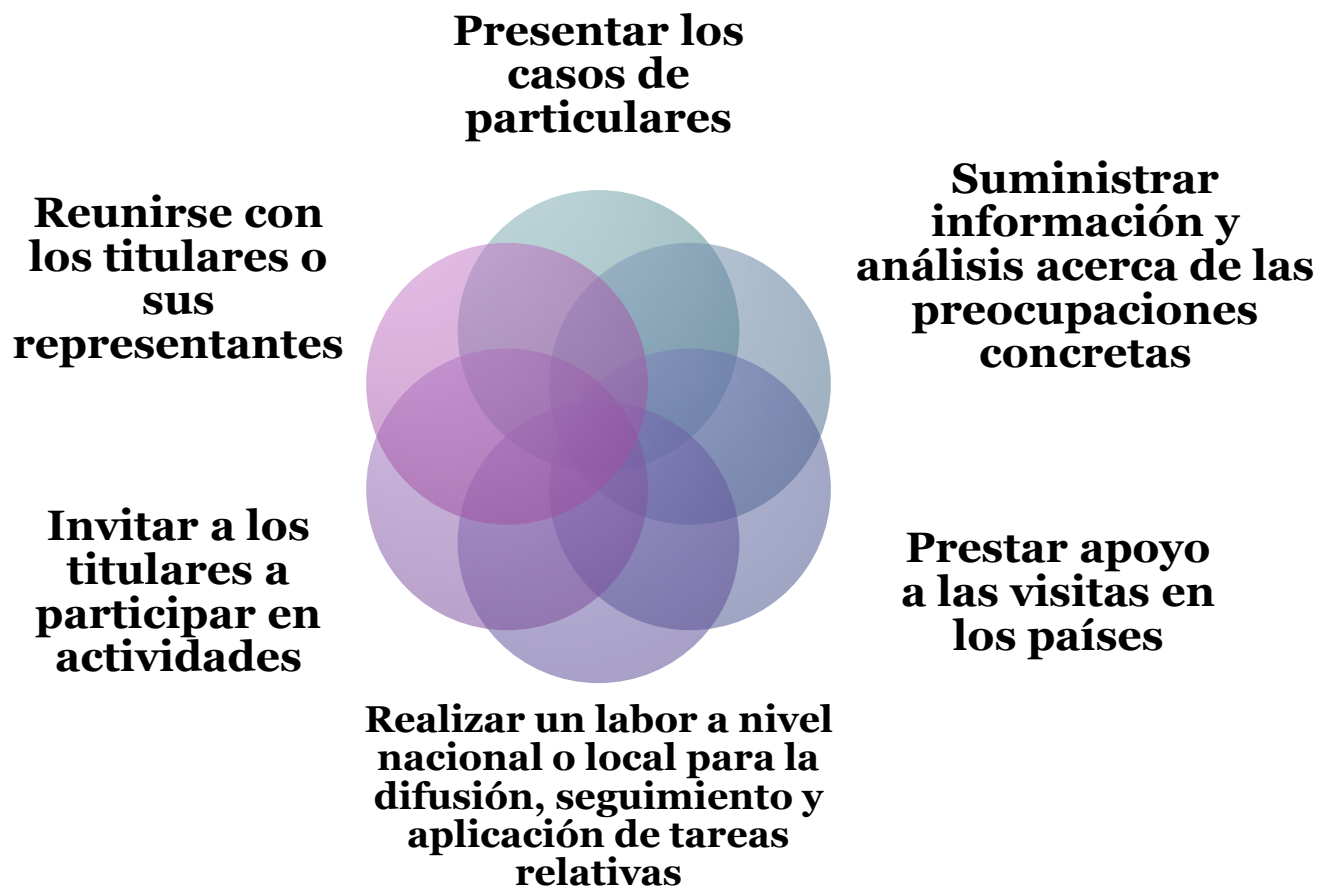 Presentar los
casos de
particulares
Suministrar
información y
análisis acerca de las
preocupaciones
concretas
Prestar apoyo
a las visitas en
los países
Realizar un labor a nivel
nacional o local para la
difusión, seguimiento y
aplicación de tareas
relativas
Invitar a los
titulares a
participar en
actividades
Reunirse con
los titulares o
sus
representantes